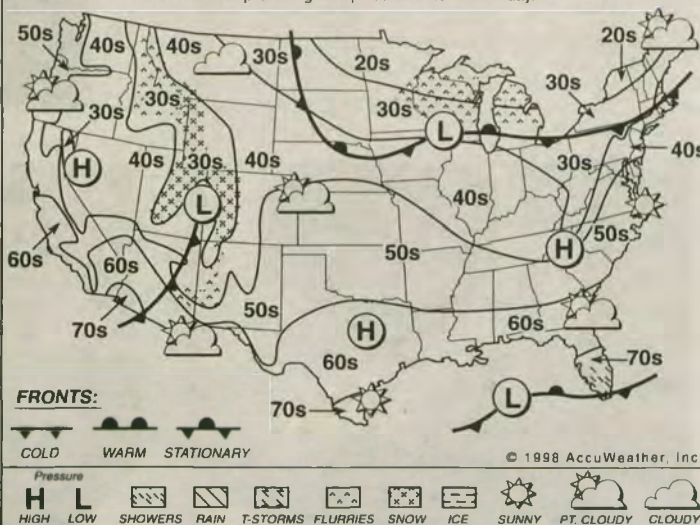 50s
40s
40s
30s
20s
20s
30s
30s
30s
30s
40s
30s
40s
L
30s
40s
H
40s
L
50s
50s
H
60s
60s
50s
H
60s
70s
60s
70s
70s
L
FRONTS:
COLD WARM STATIONARY
© 1998 AccuWeather, Inc
Pressure
H L
HIGH LOW SHOWERS RAIN T-STORMS FLURRIES SNOW ICE SUNNY PT. CLOUDY CLOUDY